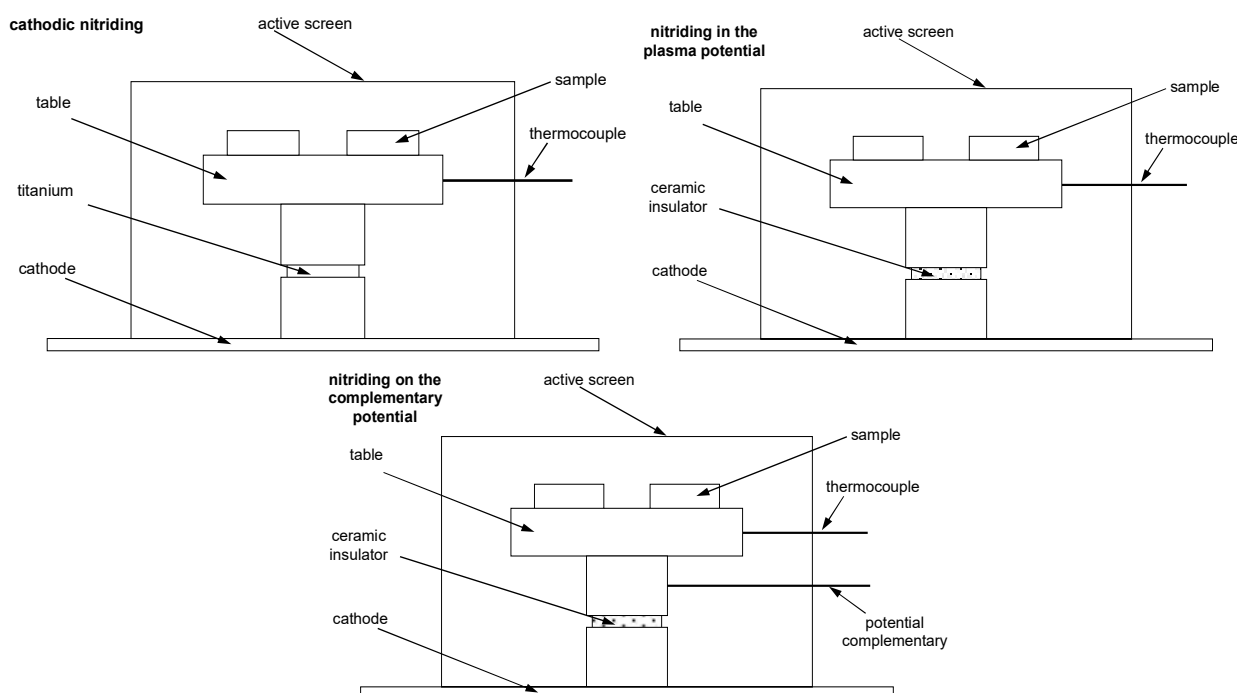 cathodic nitriding
active screen
table
sample
thermocouple
titanium
cathode
nitriding in the
plasma potential
active screen
sample
table
thermocouple
ceramic
insulator
cathode
nitriding on the
complementary
potential
active screen
sample
table
thermocouple
ceramic
insulator
cathode
potential
complementary